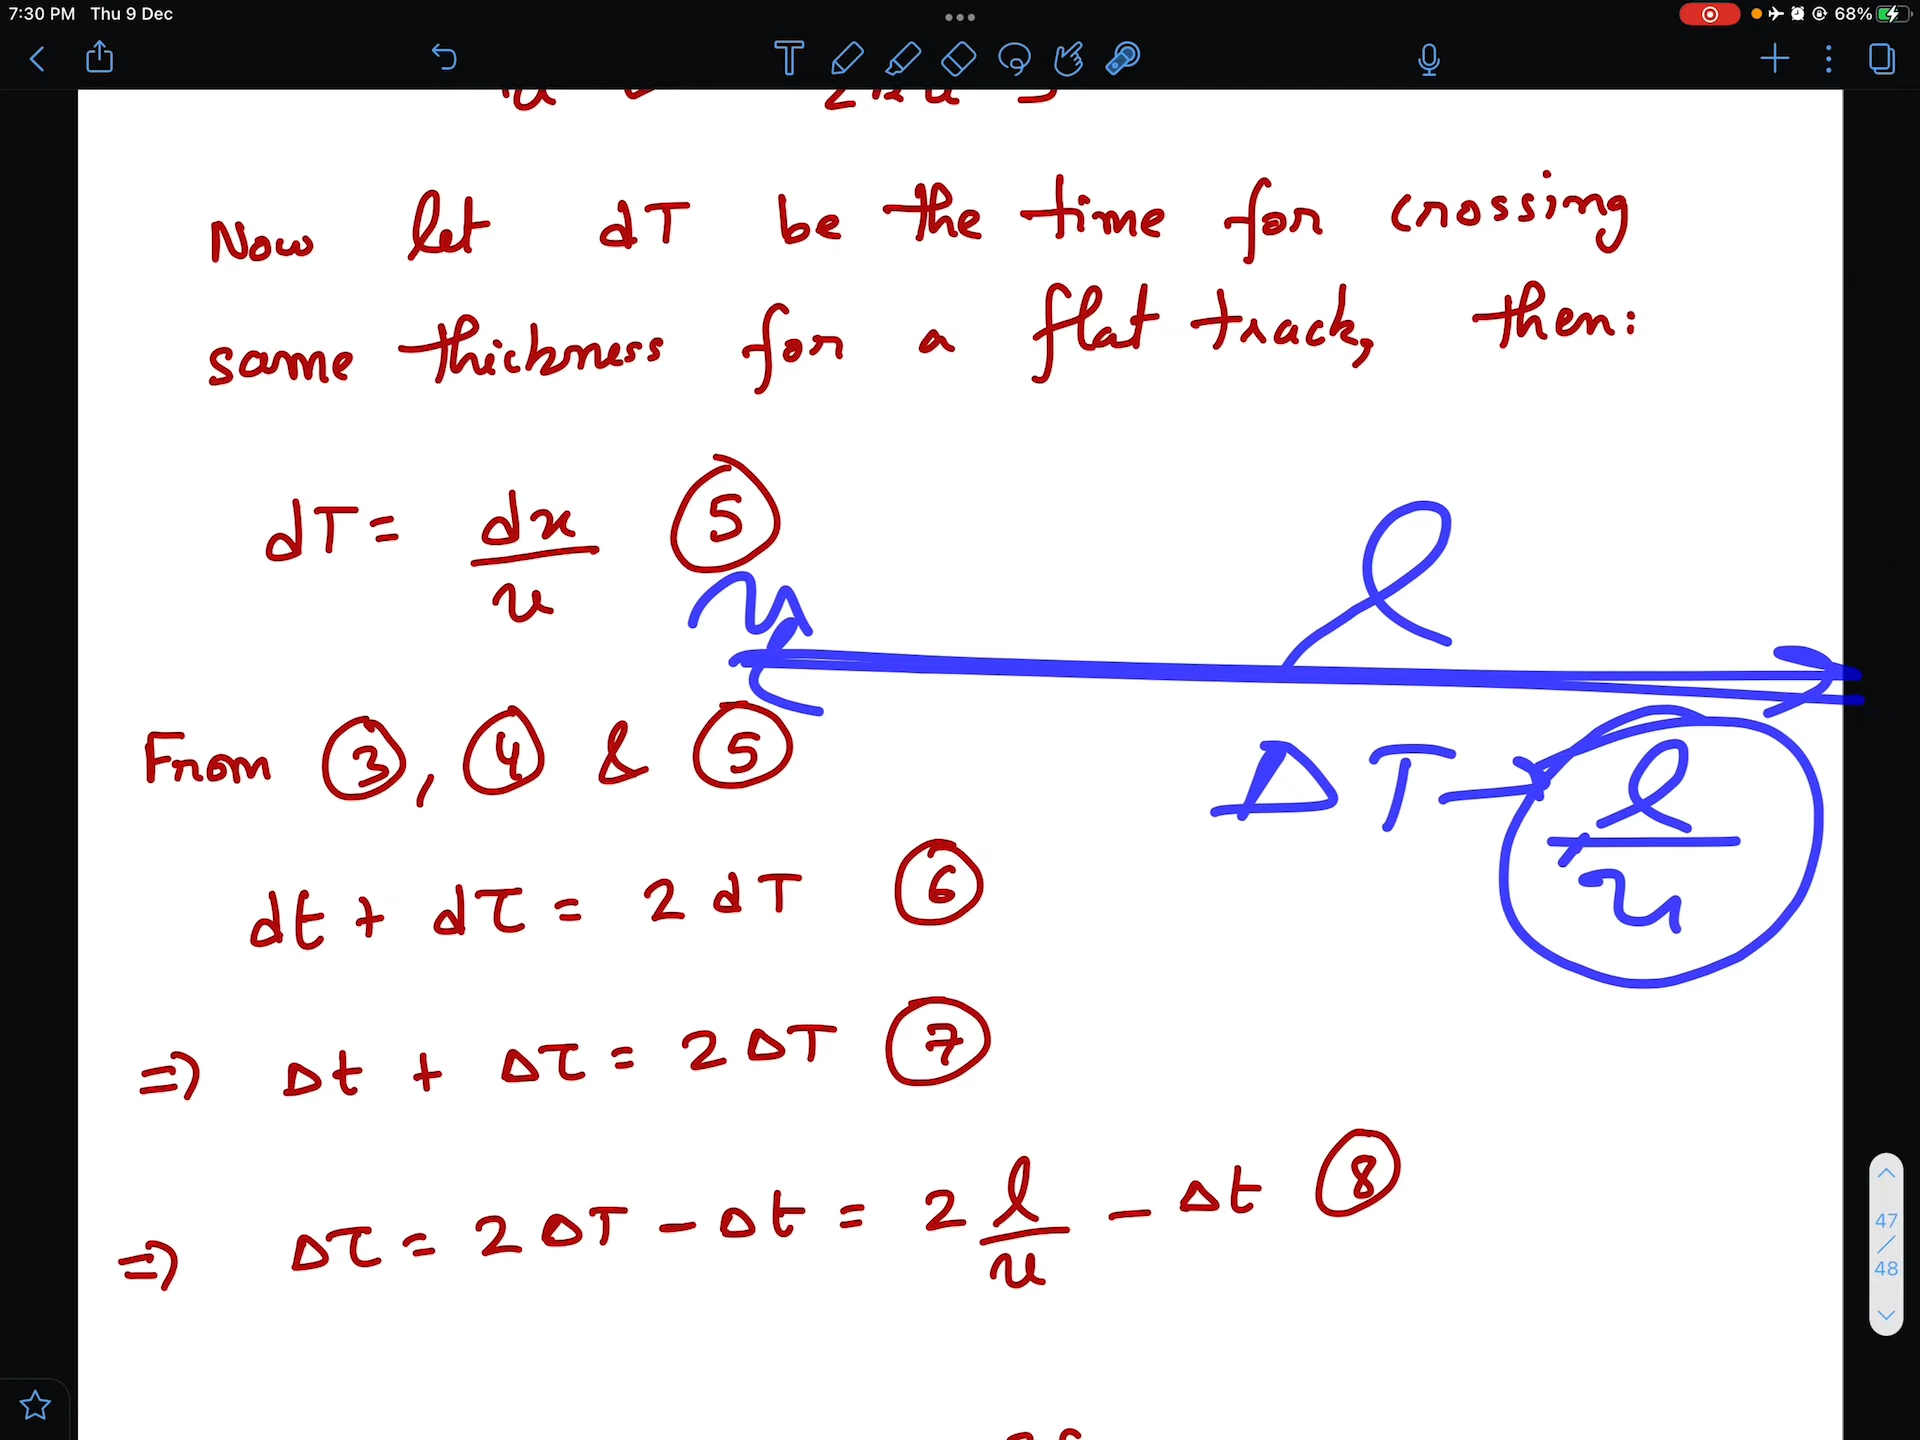 7:30 PM Thu 9 Dec
68%
Now let dT be the time for crossing
same thickness for a flat track, then:
dT = dx/u ⑤
u
l
ΔT → l/u
From ③, ④ & ⑤
dt + dτ = 2 dT ⑥
=> Δt + Δτ = 2ΔT ⑦
=> Δτ = 2ΔT - Δt = 2 l/u - Δt ⑧
47
/
48